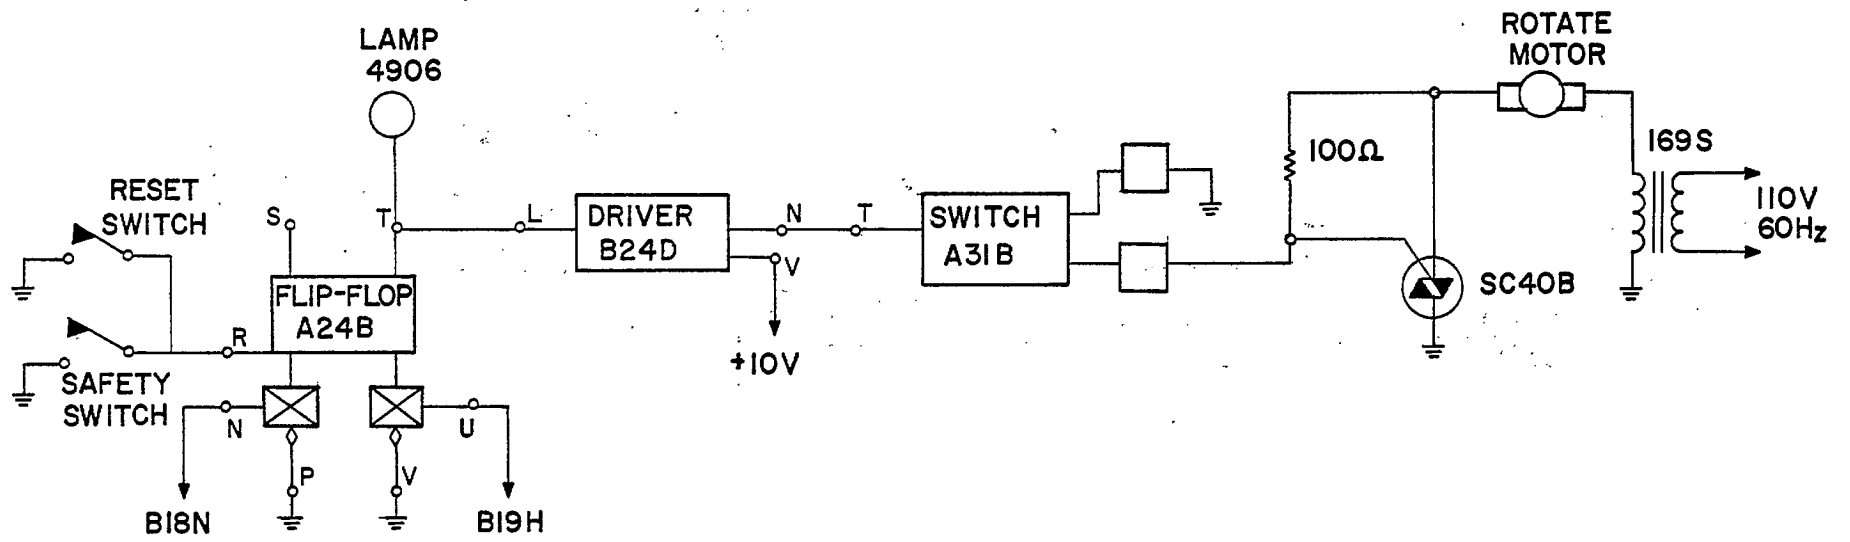 LAMP
4906
ROTATE
MOTOR
RESET
SWITCH
S
T
L
DRIVER
B24D
N
T
V
+10V
SWITCH
A31B
100Ω
169S
110V
60Hz
SC40B
FLIP-FLOP
A24B
R
SAFETY
SWITCH
N
U
P
V
B18N
B19H